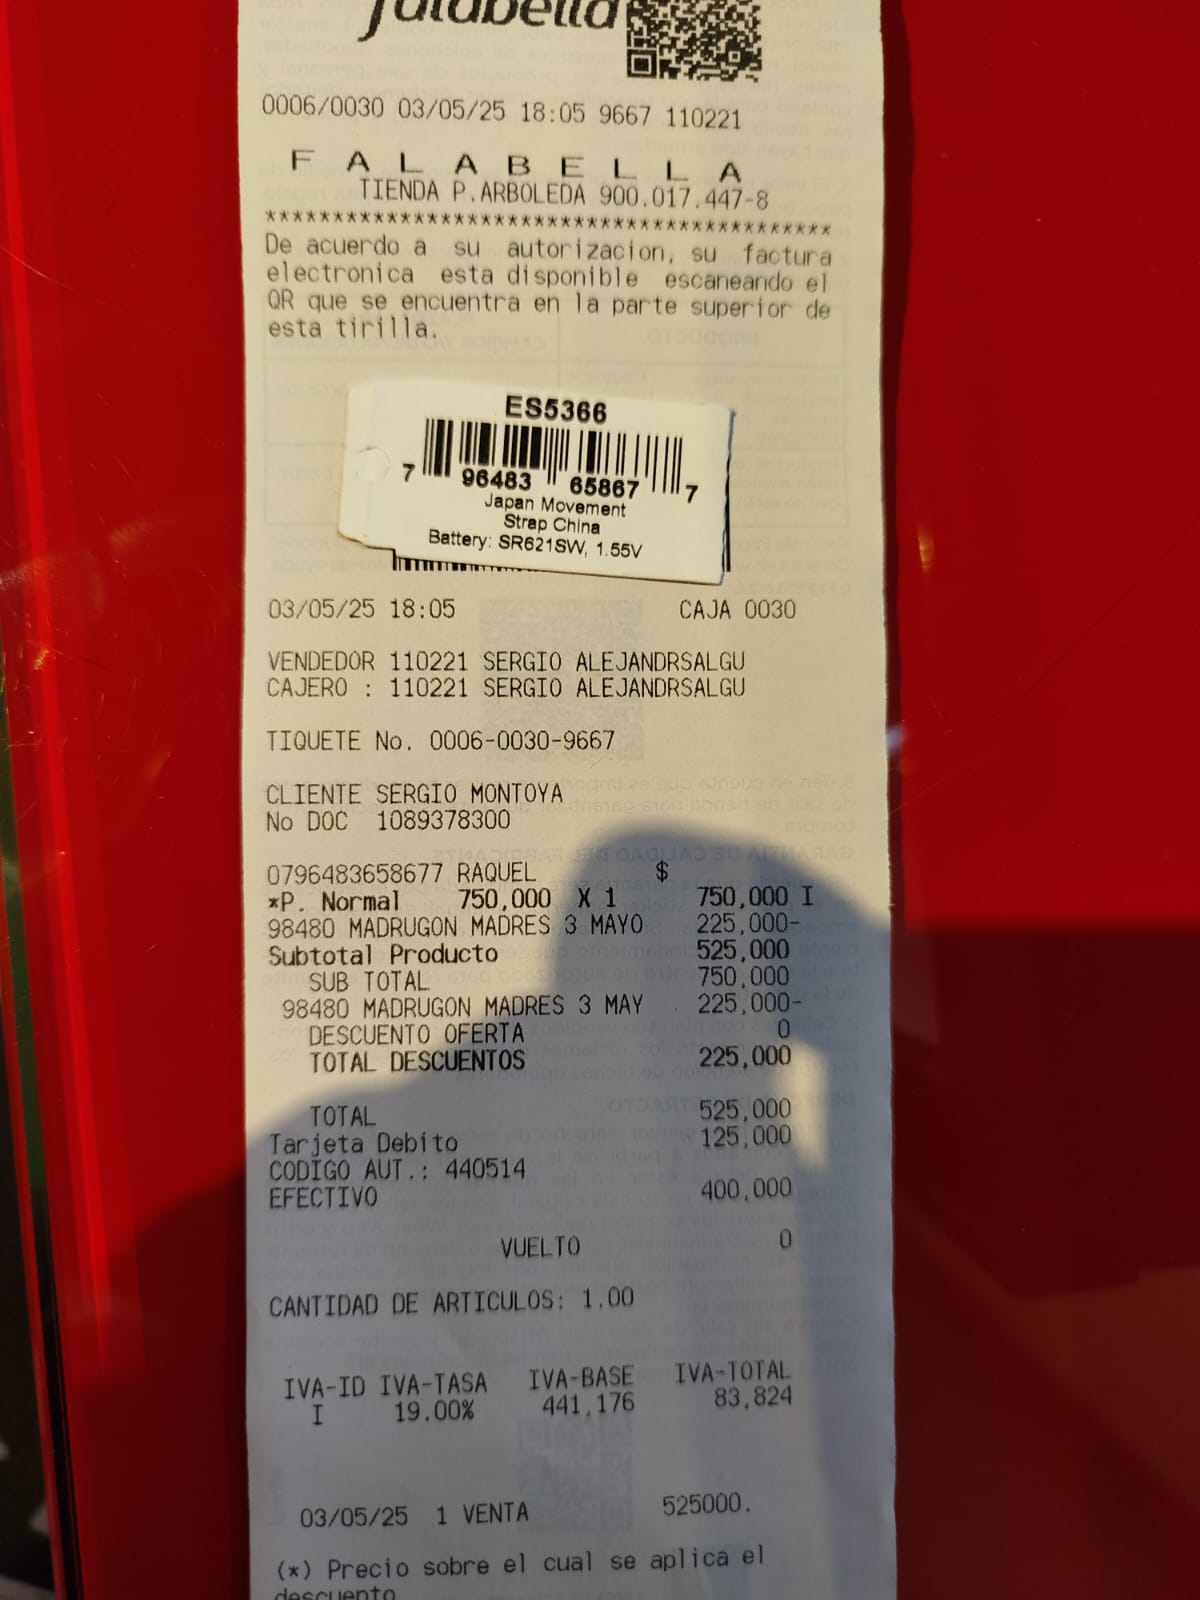 falabella
0006/0030 03/05/25 18:05 9667 110221
F A L A B E L L A
TIENDA P.ARBOLEDA 900.017.447-8
******************************************
De acuerdo a su autorizacion, su factura
electronica esta disponible escaneando el
QR que se encuentra en la parte superior de
esta tirilla.
ES5366
7 96483 65867 7
Japan Movement
Strap China
Battery: SR621SW, 1.55V
03/05/25 18:05 CAJA 0030
VENDEDOR 110221 SERGIO ALEJANDRSALGU
CAJERO : 110221 SERGIO ALEJANDRSALGU
TIQUETE No. 0006-0030-9667
CLIENTE SERGIO MONTOYA
No DOC 1089378300
0796483658677 RAQUEL $
*P. Normal 750,000 X 1 750,000 I
98480 MADRUGON MADRES 3 MAYO 225,000-
Subtotal Producto 525,000
SUB TOTAL 750,000
98480 MADRUGON MADRES 3 MAY 225,000-
DESCUENTO OFERTA 0
TOTAL DESCUENTOS 225,000
TOTAL 525,000
Tarjeta Debito 125,000
CODIGO AUT.: 440514
EFECTIVO 400,000
VUELTO 0
CANTIDAD DE ARTICULOS: 1.00
IVA-ID IVA-TASA IVA-BASE IVA-TOTAL
I 19.00% 441,176 83,824
03/05/25 1 VENTA 525000.
(*) Precio sobre el cual se aplica el
descuento